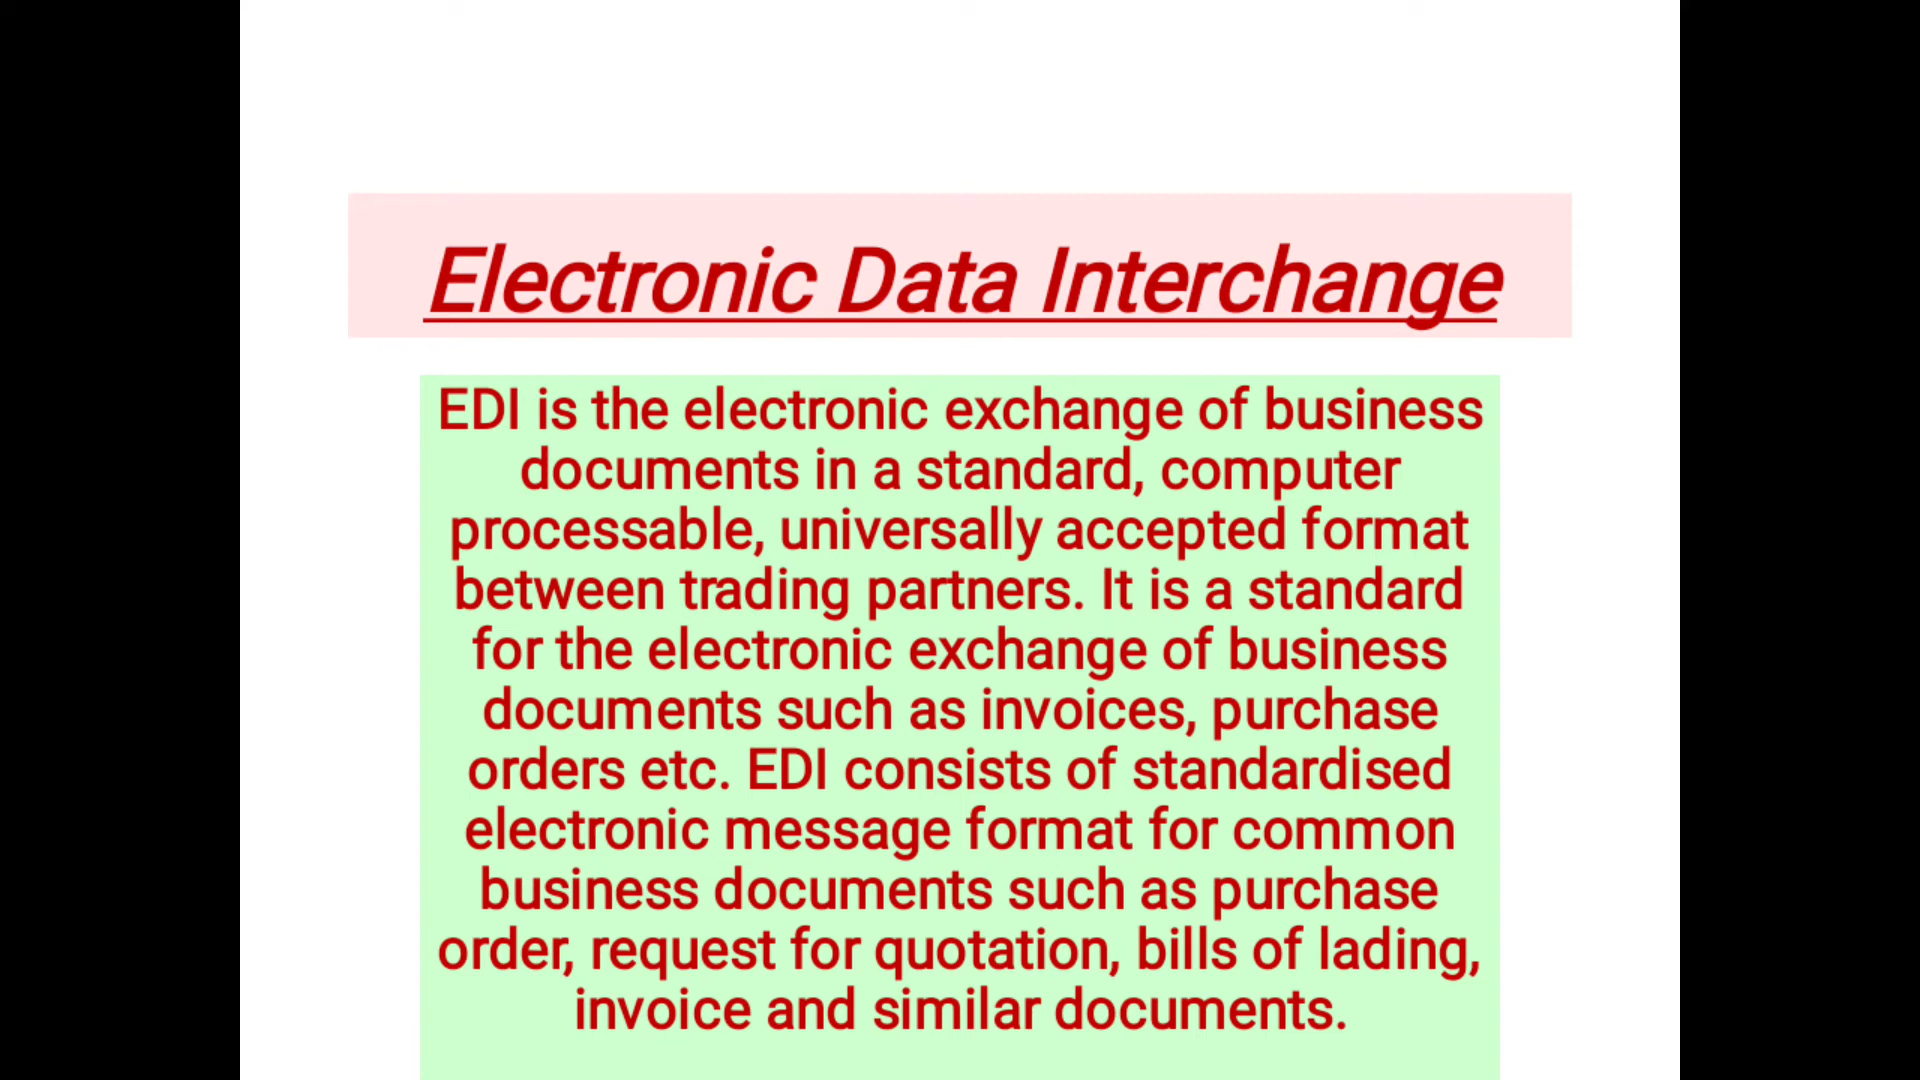 Electronic Data Interchange
EDI is the electronic exchange of business
documents in a standard, computer
processable, universally accepted format
between trading partners. It is a standard
for the electronic exchange of business
documents such as invoices, purchase
orders etc. EDI consists of standardised
electronic message format for common
business documents such as purchase
order, request for quotation, bills of lading,
invoice and similar documents.